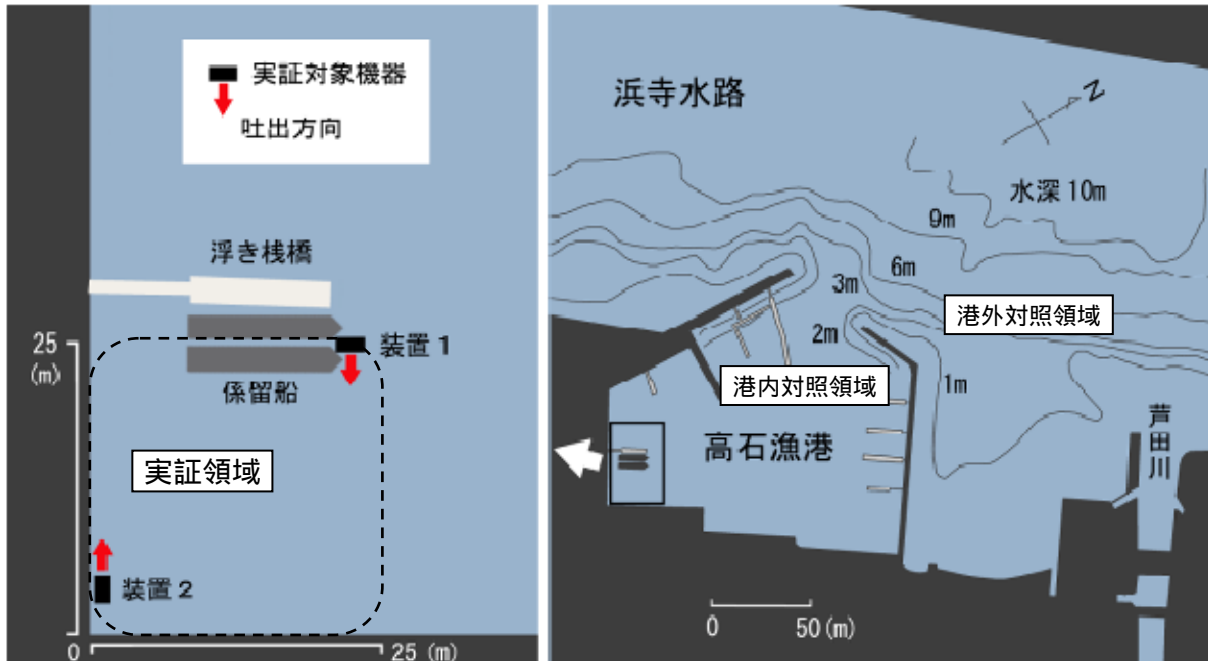 実証対象機器
吐出方向
浮き桟橋
25
(m)
装置1
係留船
実証領域
装置2
0
25 (m)
浜寺水路
N
水深10m
9m
6m
3m
港外対照領域
2m
港内対照領域
1m
芦田川
高石漁港
0
50(m)